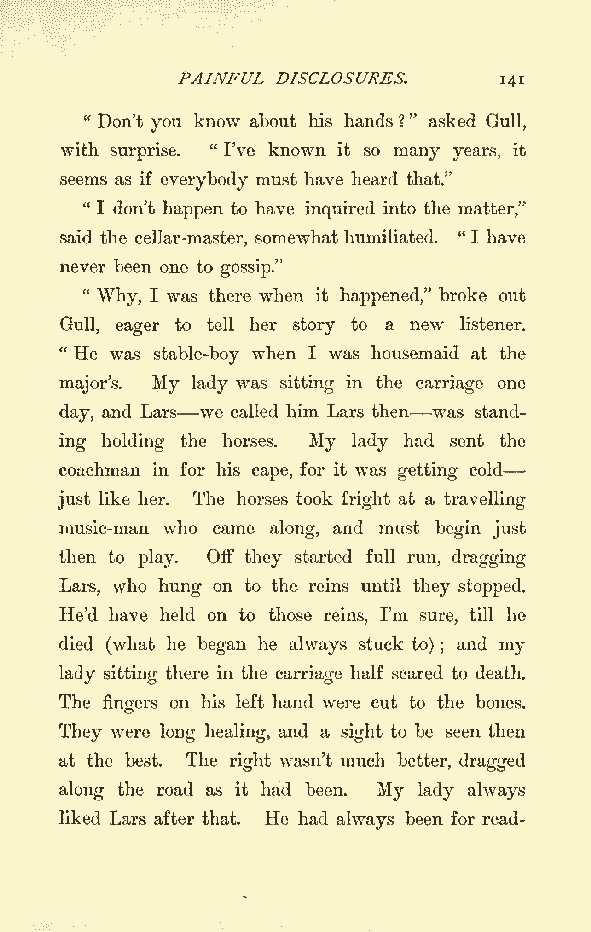 PAINFUL DISCLOSURES. 141
“ Don’t you know about his hands ? ” asked Gull,
with surprise. “ I’ve known it so many years, it
seems as if everybody must have heard that.”
“ I don’t happen to have inquired into the matter,”
said the cellar-master, somewhat humiliated. “ I have
never been one to gossip.”
“ Why, I was there when it happened,” broke out
Gull, eager to tell her story to a new listener.
“ He was stable-boy when I was housemaid at the
major’s. My lady was sitting in the carriage one
day, and Lars—we called him Lars then—was stand-
ing holding the horses. My lady had sent the
coachman in for his cape, for it was getting cold—
just like her. The horses took fright at a travelling
music-man who came along, and must begin just
then to play. Off they started full run, dragging
Lars, who hung on to the reins until they stopped.
He’d have held on to those reins, I’m sure, till he
died (what he began he always stuck to) ; and my
lady sitting there in the carriage half scared to death.
The fingers on his left hand were cut to the bones.
They were long healing, and a sight to be seen then
at the best. The right wasn’t much better, dragged
along the road as it had been. My lady always
liked Lars after that. He had always been for read-